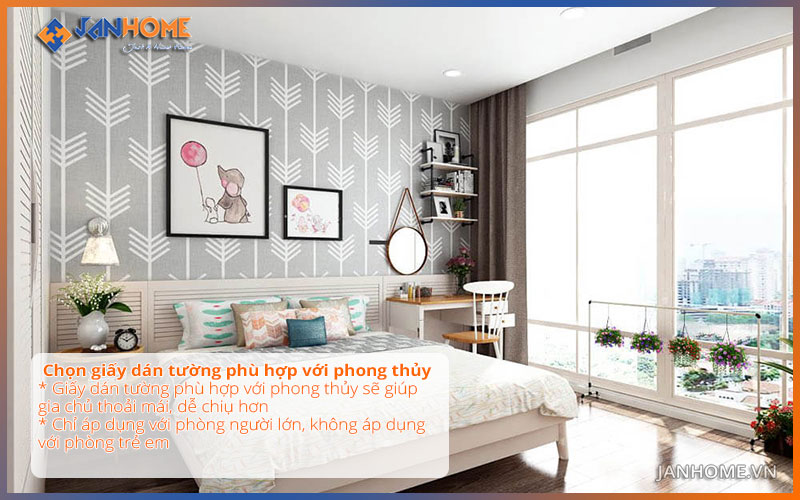 JANHOME
Chọn giấy dán tường phù hợp với phong thủy
* Giấy dán tường phù hợp với phong thủy sẽ giúp
gia chủ thoải mái, dễ chịu hơn
* Chỉ áp dụng với phòng người lớn, không áp dụng
với phòng trẻ em
JANHOME.VN